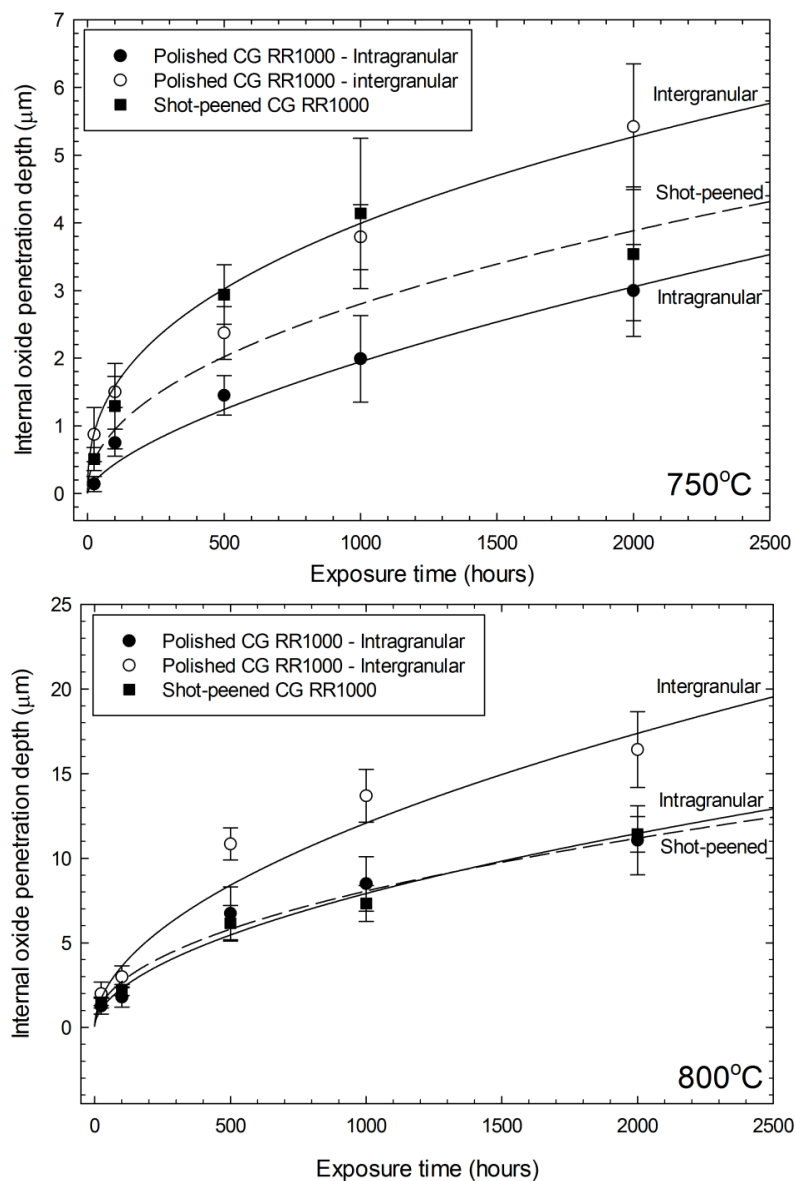 7
6
5
4
3
2
1
0
Internal oxide penetration depth (μm)
Polished CG RR1000 - Intragranular
Polished CG RR1000 - intergranular
Shot-peened CG RR1000
Intergranular
Shot-peened
Intragranular
750°C
0 500 1000 1500 2000 2500
Exposure time (hours)
25
20
15
10
5
0
Internal oxide penetration depth (μm)
Polished CG RR1000 - Intragranular
Polished CG RR1000 - Intergranular
Shot-peened CG RR1000
Intergranular
Intragranular
Shot-peened
800°C
0 500 1000 1500 2000 2500
Exposure time (hours)